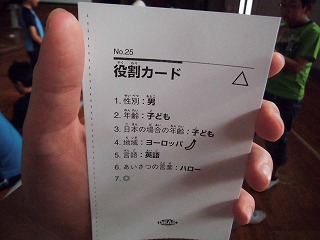 No.25
役割カード
1. 性別：男
2. 年齢：子ども
3. 日本の場合の年齢：子ども
4. 地域：ヨーロッパ
5. 言語：英語
6. あいさつの言葉：ハロー
7. ◎